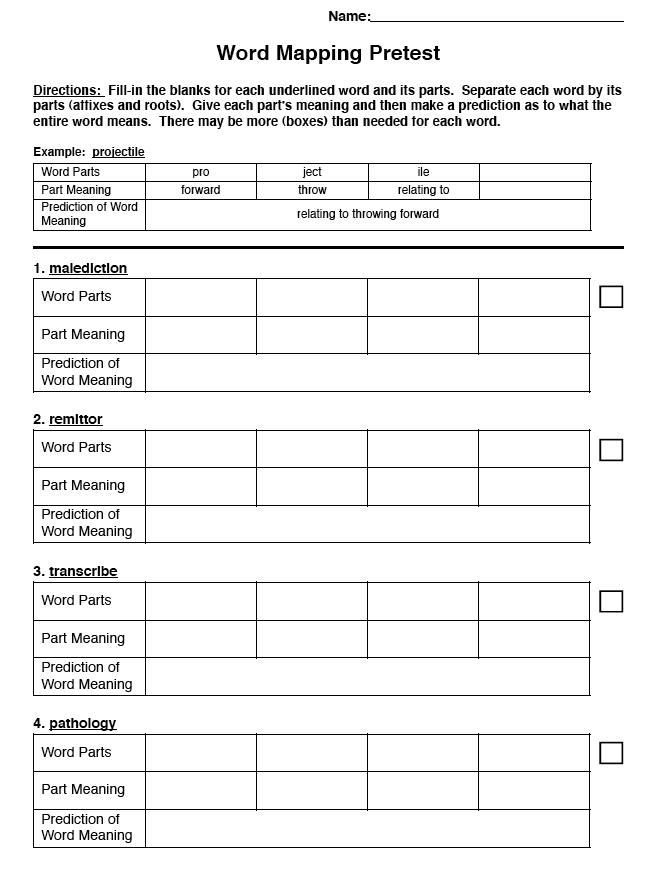 Name:
Word Mapping Pretest
Directions: Fill-in the blanks for each underlined word and its parts. Separate each word by its
parts (affixes and roots). Give each part's meaning and then make a prediction as to what the
entire word means. There may be more (boxes) than needed for each word.
Example: projectile
Word Parts pro ject ile
Part Meaning forward throw relating to
Prediction of Word
Meaning
relating to throwing forward
1. malediction
Word Parts
Part Meaning
Prediction of
Word Meaning
2. remittor
Word Parts
Part Meaning
Prediction of
Word Meaning
3. transcribe
Word Parts
Part Meaning
Prediction of
Word Meaning
4. pathology
Word Parts
Part Meaning
Prediction of
Word Meaning